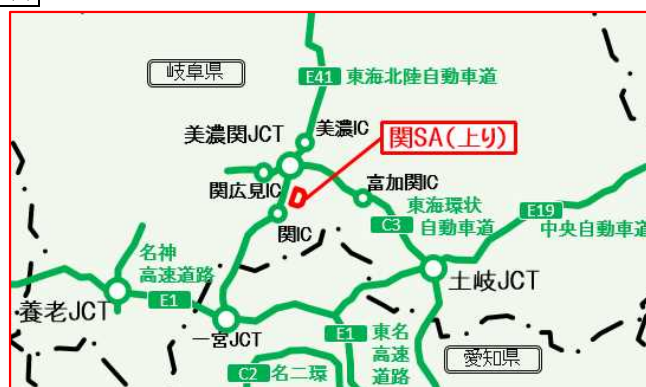 岐阜県
E41 東海北陸自動車道
美濃関JCT
美濃IC
関SA(上り)
関広見IC
富加関IC
関IC
東海環状
自動車道
C3
E19
中央自動車道
名神
高速道路
E1
養老JCT
土岐JCT
一宮JCT
E1
東名
高速
道路
愛知県
C2 名二環